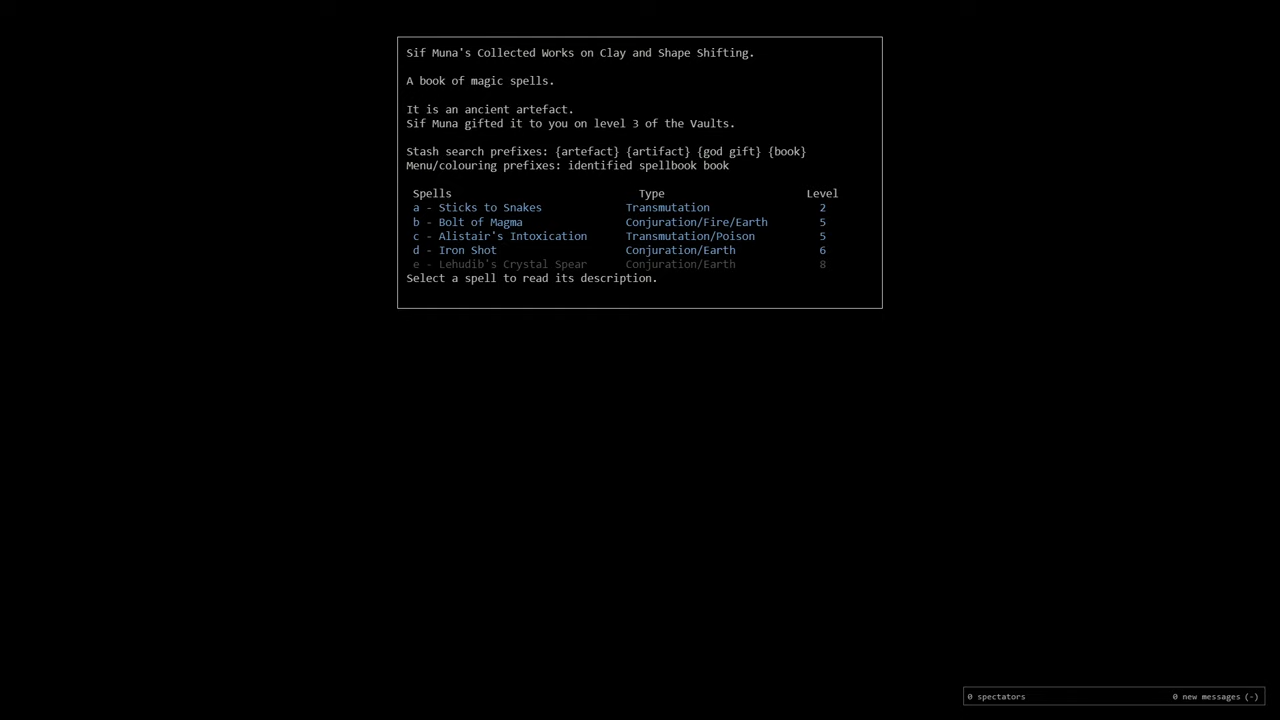 Sif Muna's Collected Works on Clay and Shape Shifting.
A book of magic spells.
It is an ancient artefact.
Sif Muna gifted it to you on level 3 of the Vaults.
Stash search prefixes: {artefact} {artifact} {god gift} {book}
Menu/colouring prefixes: identified spellbook book
Spells Type Level
a - Sticks to Snakes Transmutation 2
b - Bolt of Magma Conjuration/Fire/Earth 5
c - Alistair's Intoxication Transmutation/Poison 5
d - Iron Shot Conjuration/Earth 6
e - Lehudib's Crystal Spear Conjuration/Earth 8
Select a spell to read its description.
0 spectators 0 new messages (-)